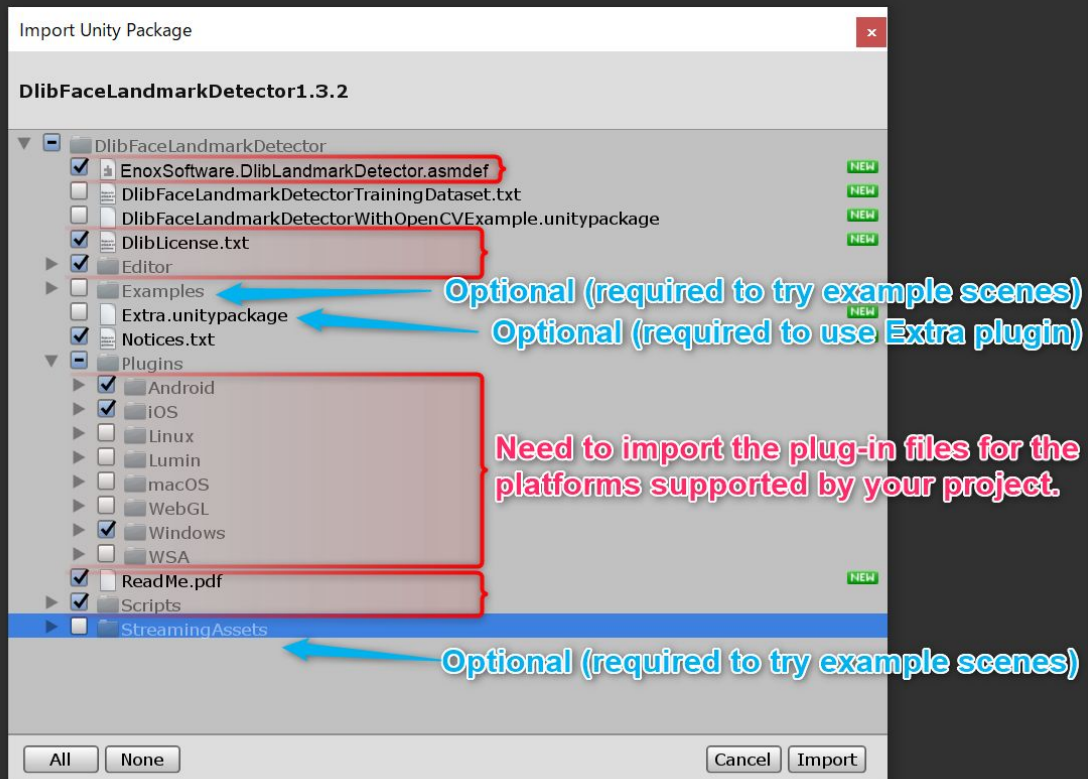 Import Unity Package
x
DlibFaceLandmarkDetector1.3.2
DlibFaceLandmarkDetector
EnoxSoftware.DlibLandmarkDetector.asmdef NEW
DlibFaceLandmarkDetectorTrainingDataset.txt NEW
DlibFaceLandmarkDetectorWithOpenCVExample.unitypackage NEW
DlibLicense.txt NEW
Editor
Examples Optional (required to try example scenes)
Extra.unitypackage NEW
Optional (required to use Extra plugin)
Notices.txt
Plugins
Android
iOS
Linux
Need to import the plug-in files for the
Lumin
macOS
platforms supported by your project.
WebGL
Windows
WSA
ReadMe.pdf NEW
Scripts
StreamingAssets
Optional (required to try example scenes)
All None Cancel Import